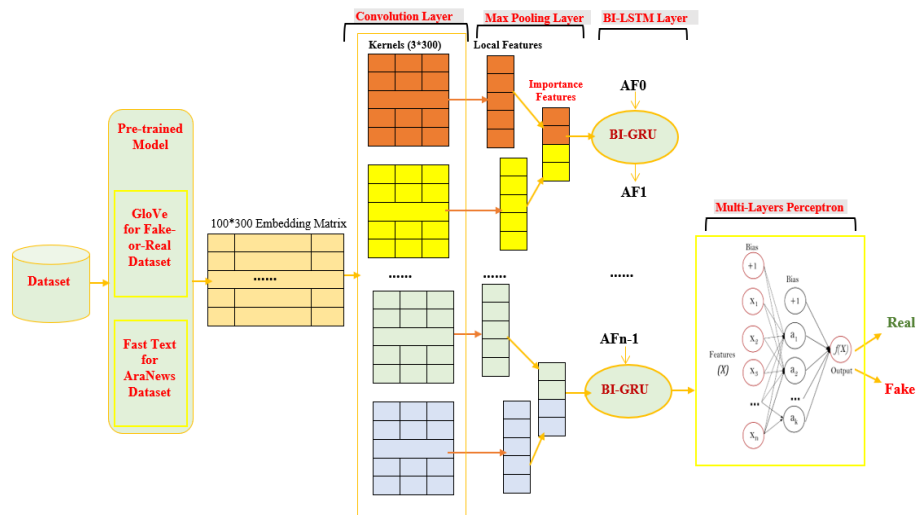 Convolution Layer
Max Pooling Layer
BI-LSTM Layer
Kernels (3*300)
Local Features
Importance
Features
AF0
BI-GRU
AF1
Pre-trained
Model
GloVe
for Fake-
or-Real
Dataset
Fast Text
for
AraNews
Dataset
Dataset
100*300 Embedding Matrix
......
......
......
......
AFn-1
BI-GRU
Multi-Layers Perceptron
Bias
+1
Bias
X1
+1
X2
a1
Features
(X)
X3
a2
f(X)
Output
...
...
Xn
ak
Real
Fake